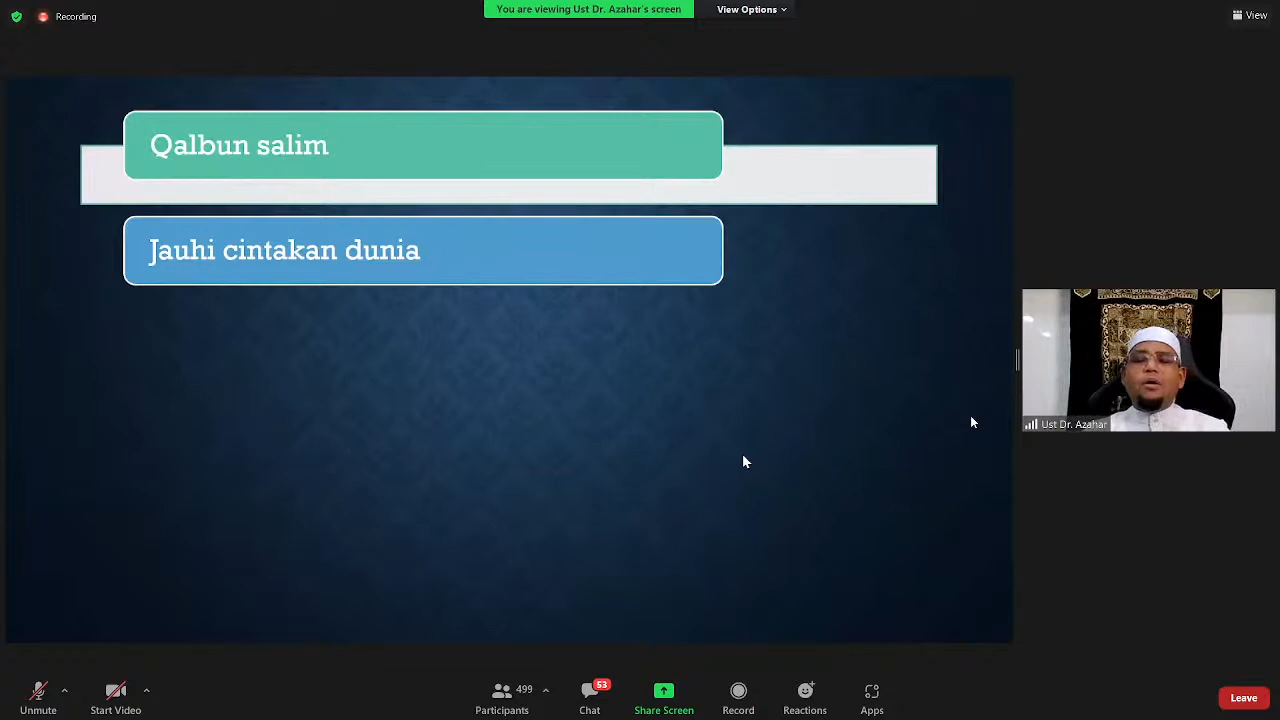 Recording
You are viewing Ust Dr. Azahar's screen
View Options
View
Qalbun salim
Jauhi cintakan dunia
Ust Dr. Azahar
Unmute
Start Video
499
Participants
53
Chat
Share Screen
Record
Reactions
Apps
Leave